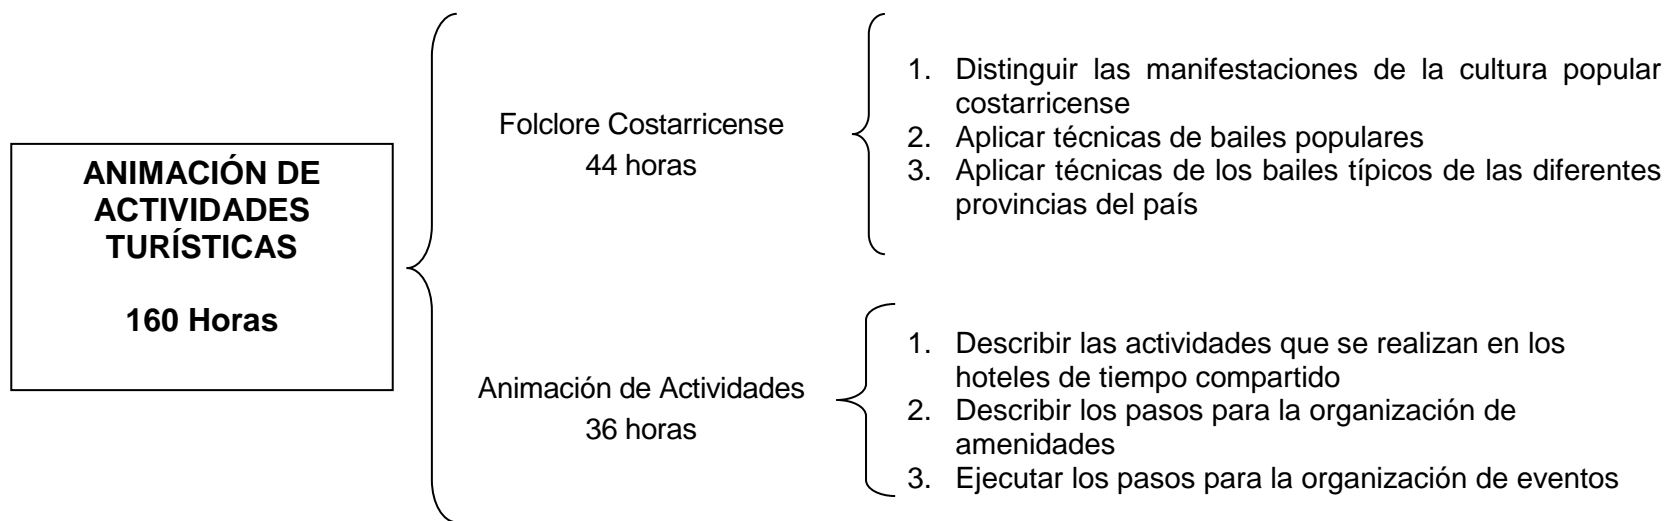 ANIMACIÓN DE
ACTIVIDADES
TURÍSTICAS
160 Horas
Folclore Costarricense
44 horas
1. Distinguir las manifestaciones de la cultura popular
costarricense
2. Aplicar técnicas de bailes populares
3. Aplicar técnicas de los bailes típicos de las diferentes
provincias del país
Animación de Actividades
36 horas
1. Describir las actividades que se realizan en los
hoteles de tiempo compartido
2. Describir los pasos para la organización de
amenidades
3. Ejecutar los pasos para la organización de eventos